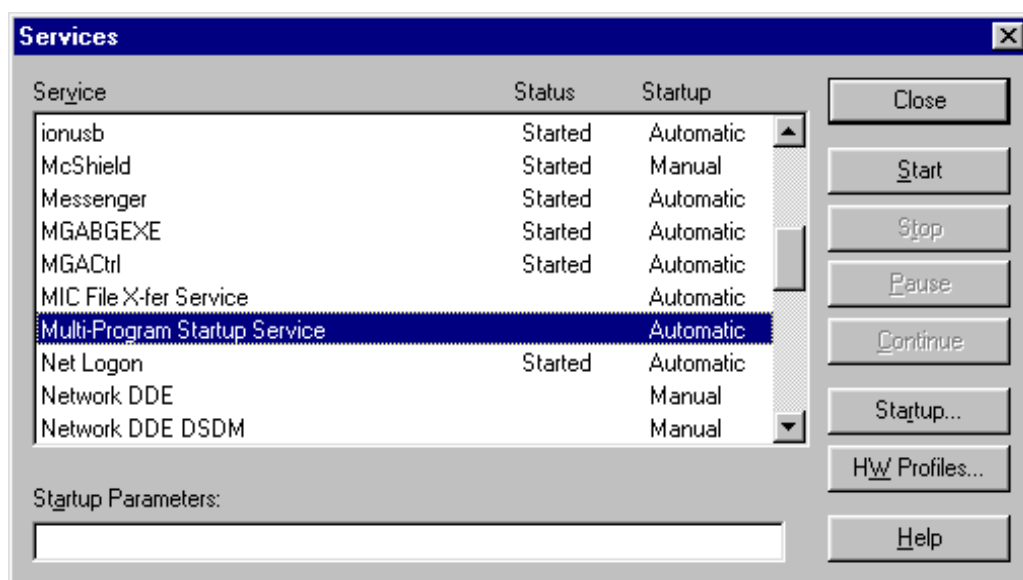 Services
Service Status Startup
ionusb Started Automatic
McShield Started Manual
Messenger Started Automatic
MGABGEXE Started Automatic
MGACtrl Started Automatic
MIC File X-fer Service Automatic
Multi-Program Startup Service Automatic
Net Logon Started Automatic
Network DDE Manual
Network DDE DSDM Manual
Startup Parameters:
Close
Start
Stop
Pause
Continue
Startup...
HW Profiles...
Help